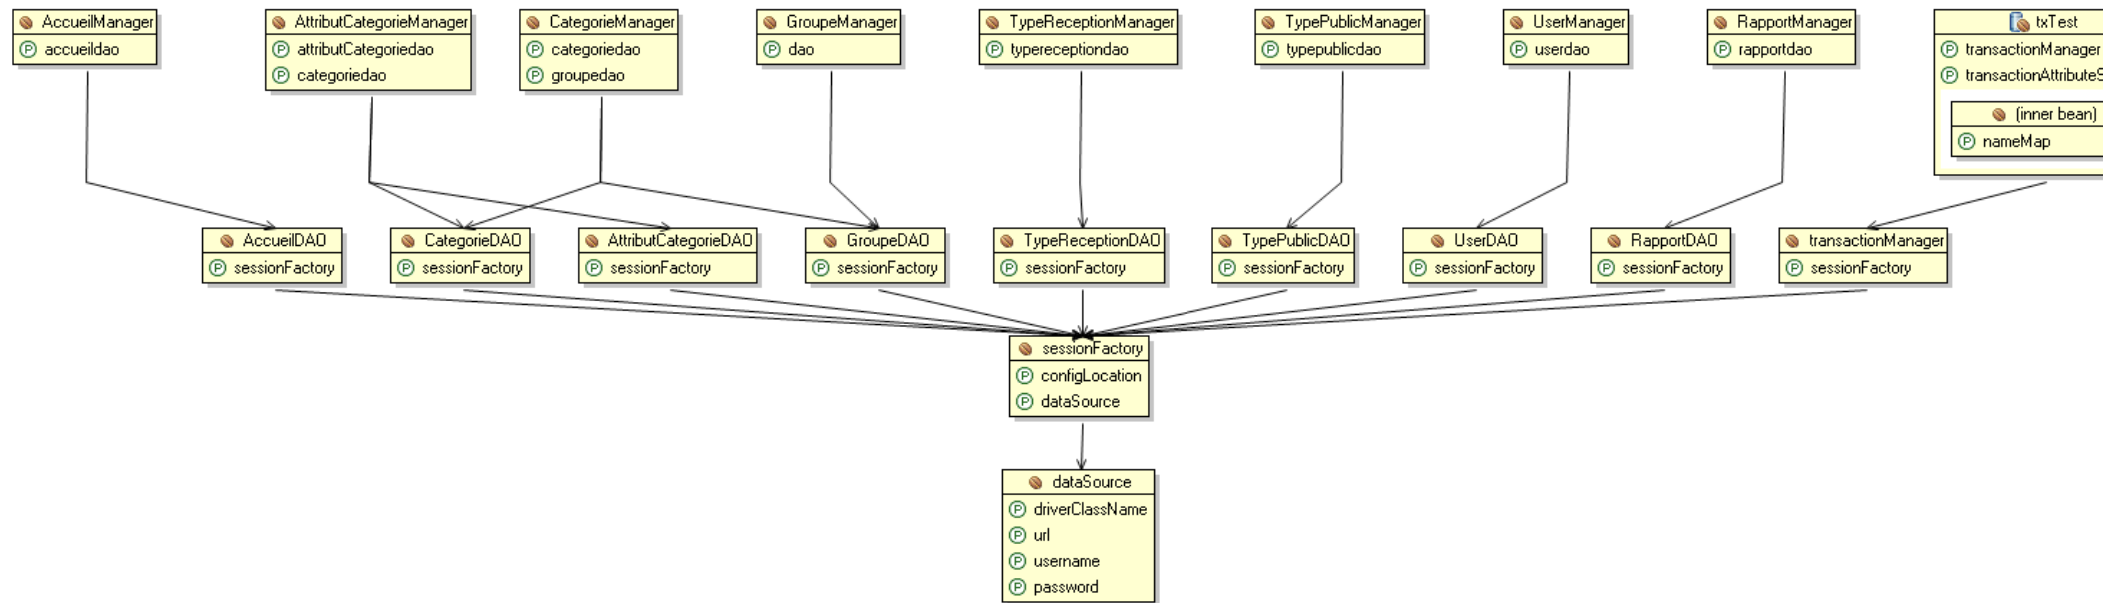 AccueilManager
accueildao
AttributCategorieManager
attributCategoriedao
categoriedao
CategorieManager
categoriedao
groupedao
GroupeManager
dao
TypeReceptionManager
typereceptiondao
TypePublicManager
typepublicdao
UserManager
userdao
RapportManager
rapportdao
txTest
transactionManager
transactionAttributeS
(inner bean)
nameMap
AccueilDAO
sessionFactory
CategorieDAO
sessionFactory
AttributCategorieDAO
sessionFactory
GroupeDAO
sessionFactory
TypeReceptionDAO
sessionFactory
TypePublicDAO
sessionFactory
UserDAO
sessionFactory
RapportDAO
sessionFactory
transactionManager
sessionFactory
sessionFactory
configLocation
dataSource
dataSource
driverClassName
url
username
password